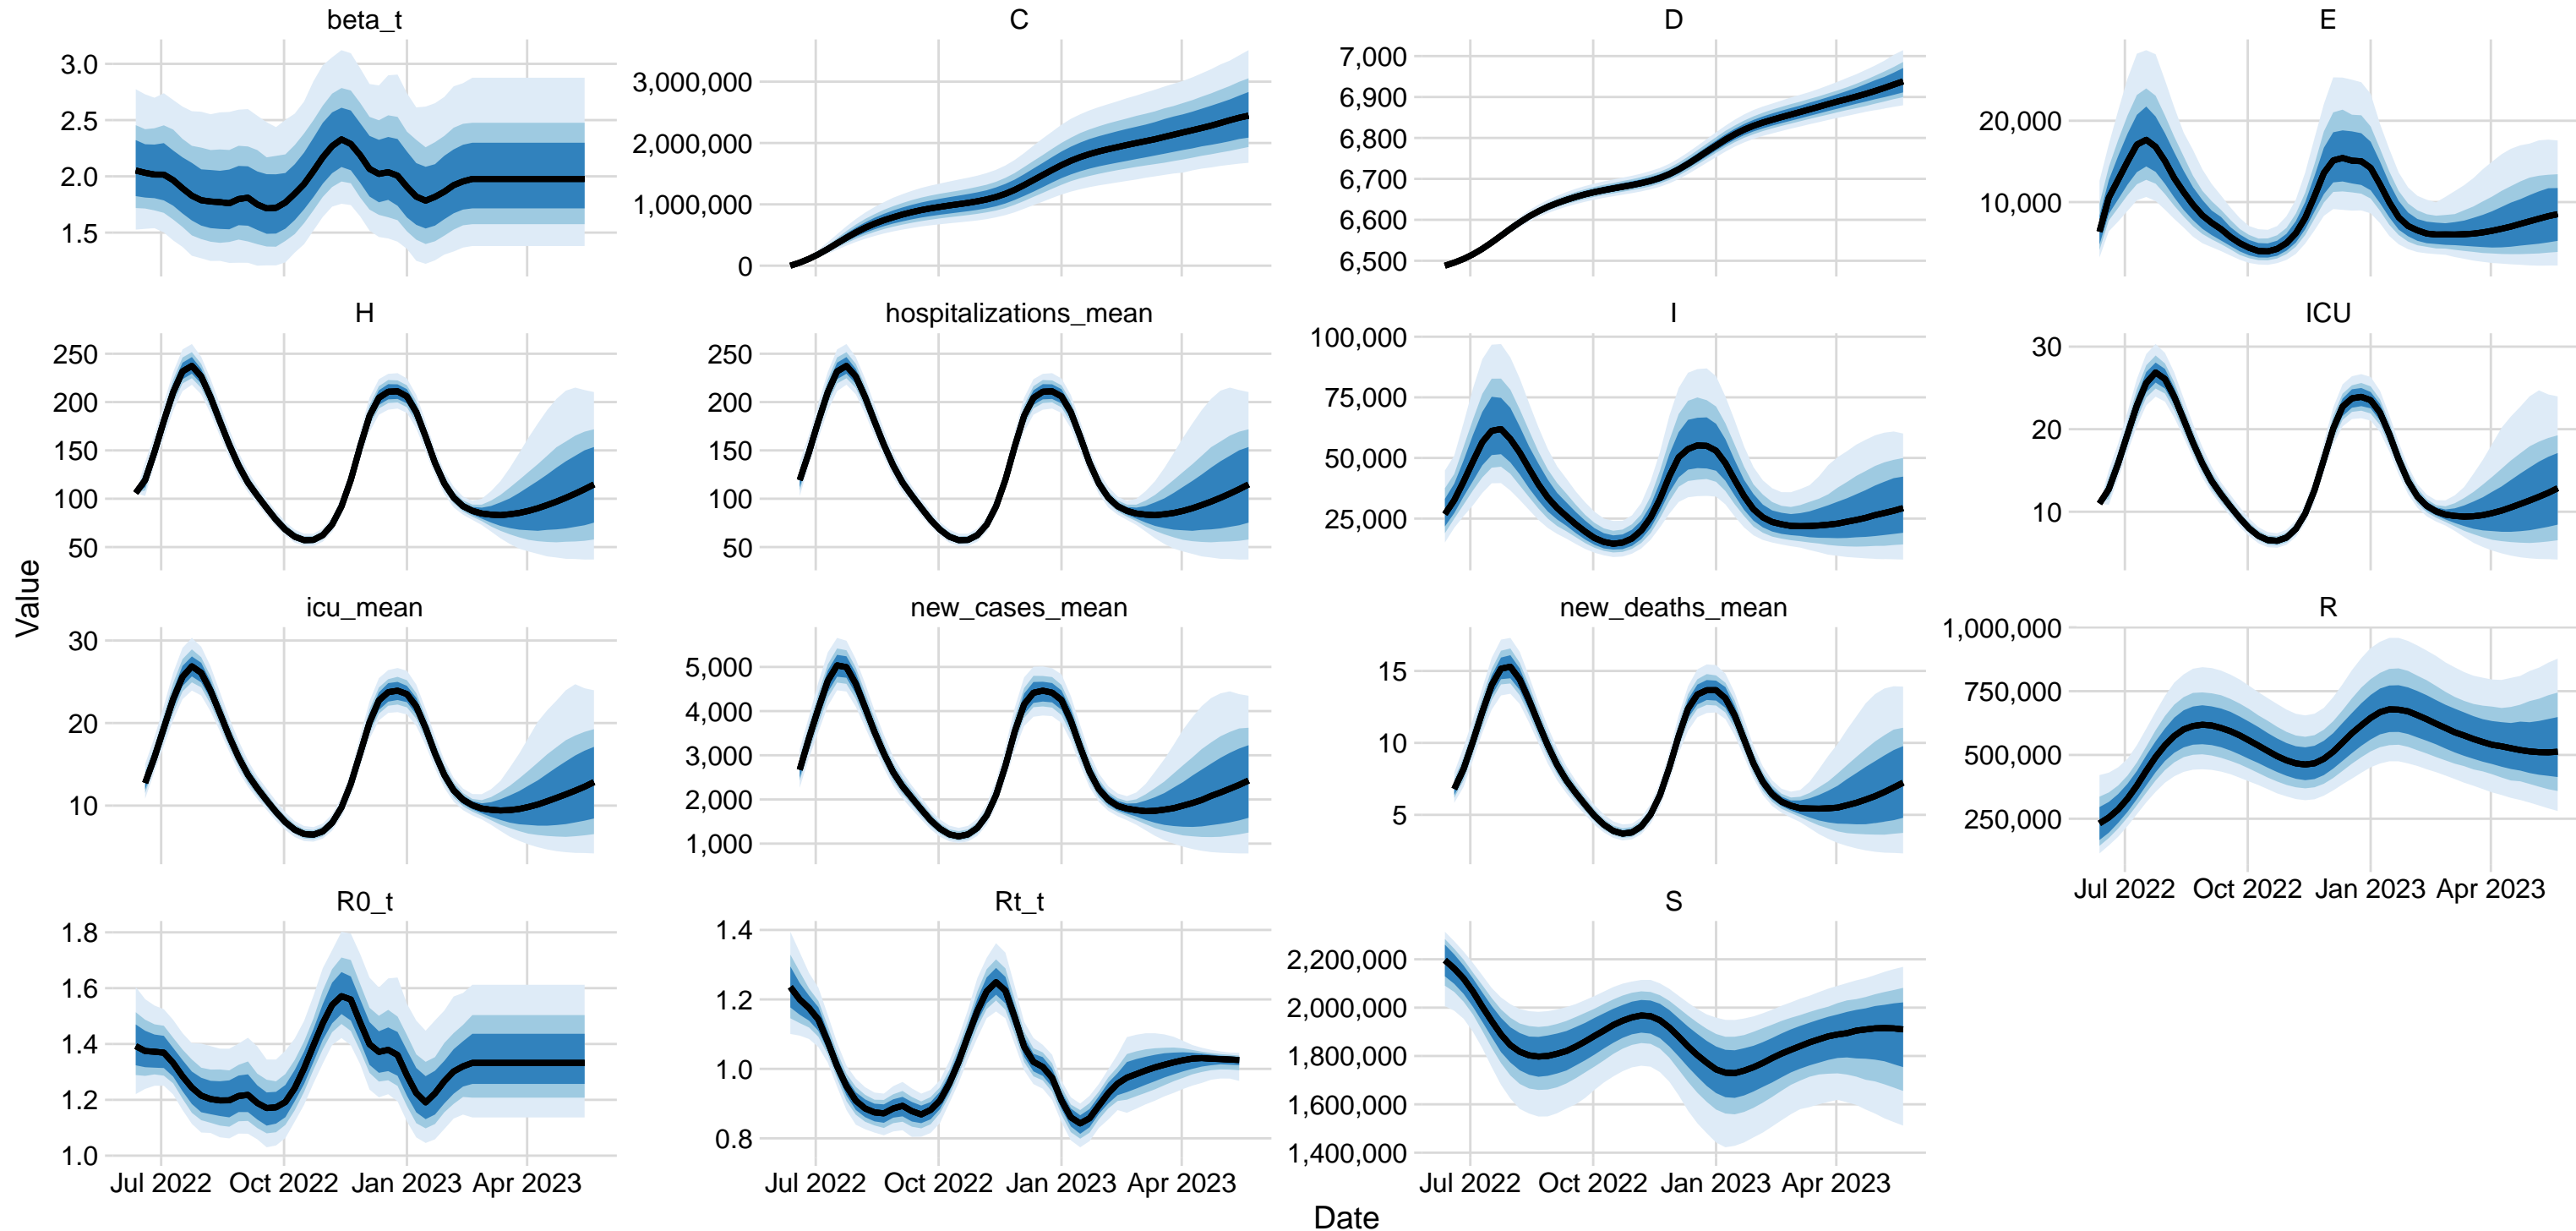 beta_t
3.0
2.5
2.0
1.5
C
3,000,000
2,000,000
1,000,000
0
D
7,000
6,900
6,800
6,700
6,600
6,500
E
20,000
10,000
H
250
200
150
100
50
hospitalizations_mean
250
200
150
100
50
I
100,000
75,000
50,000
25,000
ICU
30
20
10
Value
icu_mean
30
20
10
new_cases_mean
5,000
4,000
3,000
2,000
1,000
new_deaths_mean
15
10
5
R
1,000,000
750,000
500,000
250,000
Jul 2022 Oct 2022 Jan 2023 Apr 2023
R0_t
1.8
1.6
1.4
1.2
1.0
Jul 2022 Oct 2022 Jan 2023 Apr 2023
Rt_t
1.4
1.2
1.0
0.8
Jul 2022 Oct 2022 Jan 2023 Apr 2023
S
2,200,000
2,000,000
1,800,000
1,600,000
1,400,000
Jul 2022 Oct 2022 Jan 2023 Apr 2023
Date